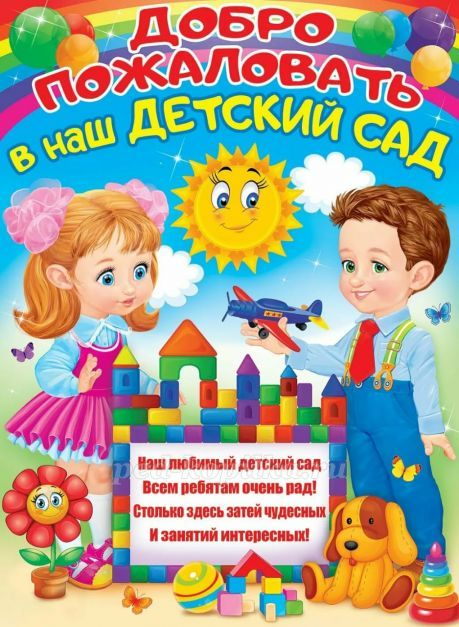 ДОБРО
ПОЖАЛОВАТЬ
в наш ДЕТСКИЙ САД
Наш любимый детский сад
Всем ребятам очень рад!
Столько здесь затей чудесных
И занятий интересных!